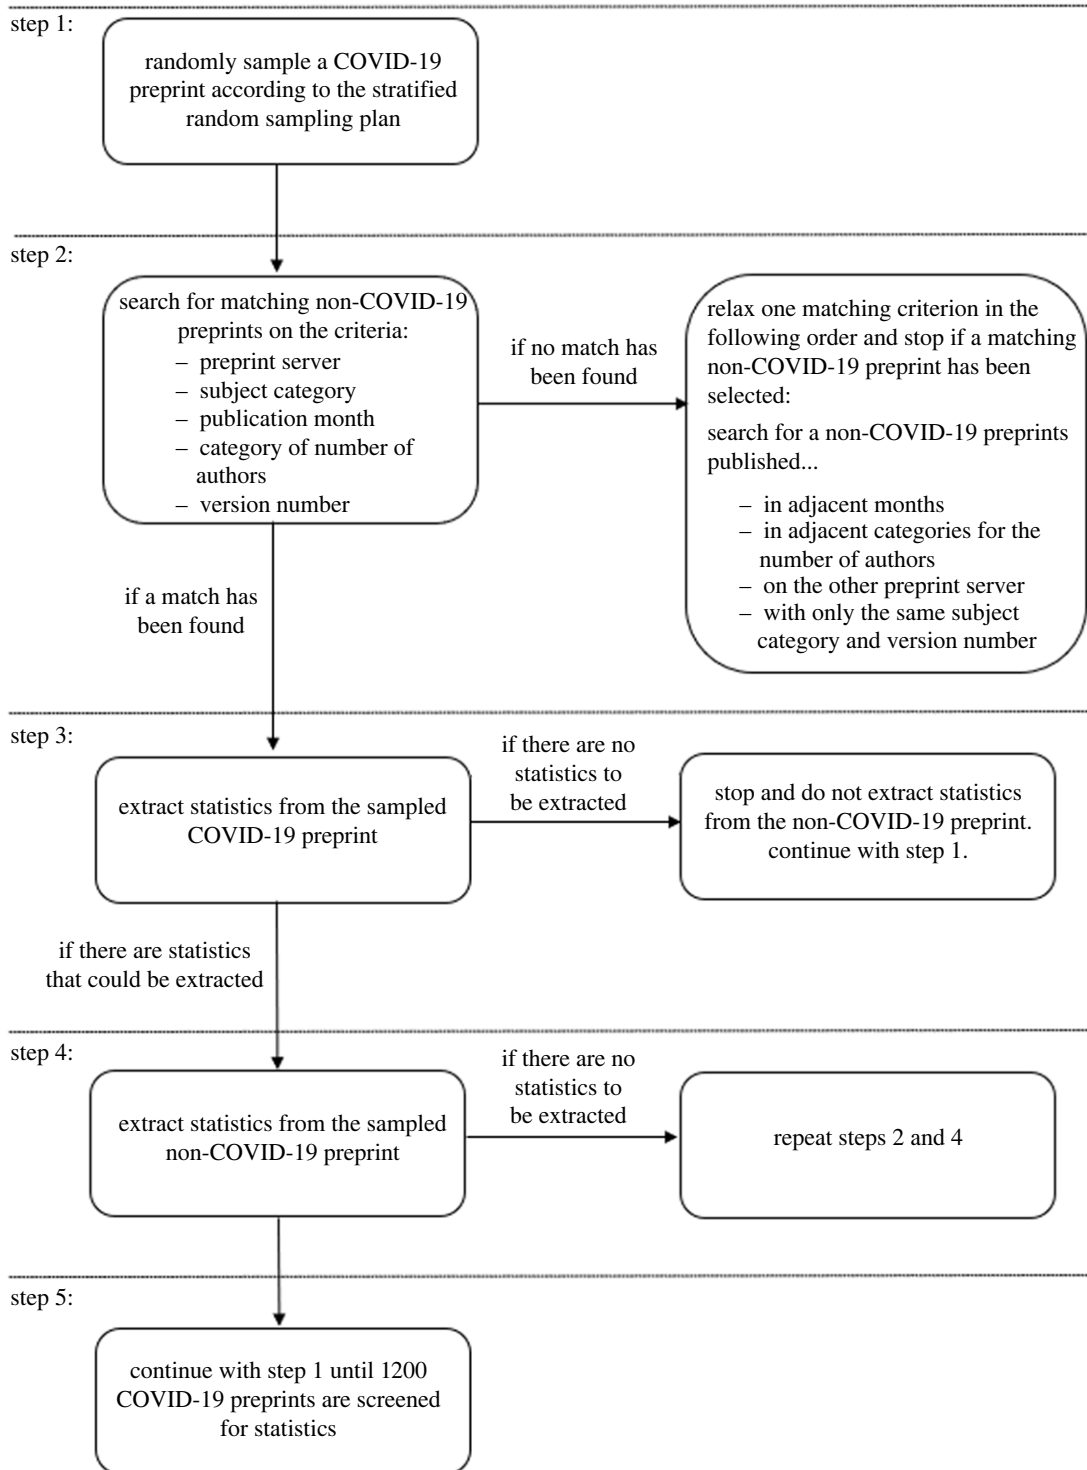 step 1:
randomly sample a COVID-19
preprint according to the stratified
random sampling plan
step 2:
search for matching non-COVID-19
preprints on the criteria:
– preprint server
– subject category
– publication month
– category of number of
authors
– version number
if no match has
been found
relax one matching criterion in the
following order and stop if a matching
non-COVID-19 preprint has been
selected:
search for a non-COVID-19 preprints
published...
– in adjacent months
– in adjacent categories for the
number of authors
– on the other preprint server
– with only the same subject
category and version number
if a match has
been found
step 3:
extract statistics from the sampled
COVID-19 preprint
if there are no
statistics to
be extracted
stop and do not extract statistics
from the non-COVID-19 preprint.
continue with step 1.
if there are statistics
that could be extracted
step 4:
extract statistics from the sampled
non-COVID-19 preprint
if there are no
statistics to
be extracted
repeat steps 2 and 4
step 5:
continue with step 1 until 1200
COVID-19 preprints are screened
for statistics